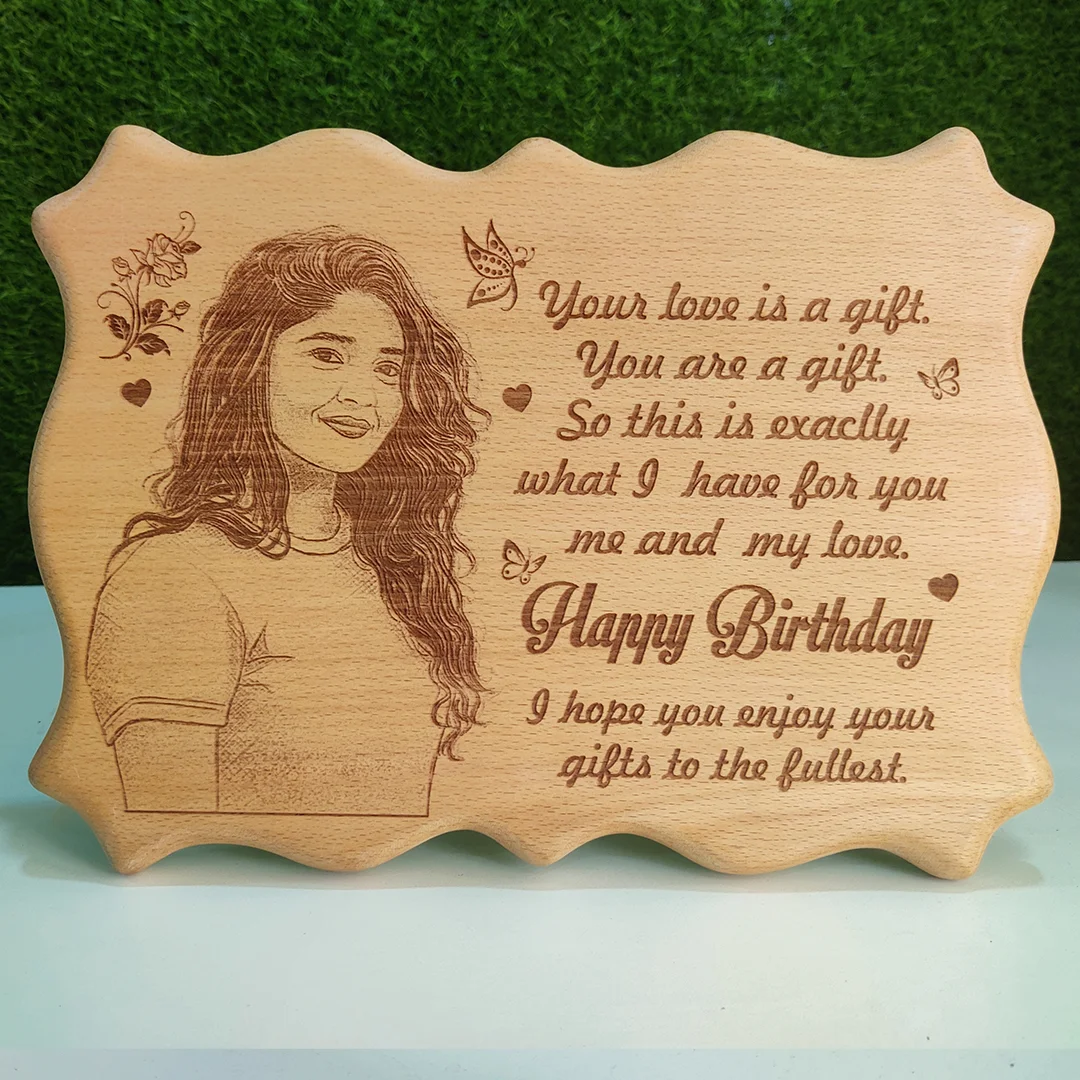 Your love is a gift.
You are a gift.
So this is exaclly
what I have for you
me and my love.
Happy Birthday
I hope you enjoy your
gifts to the fullest.